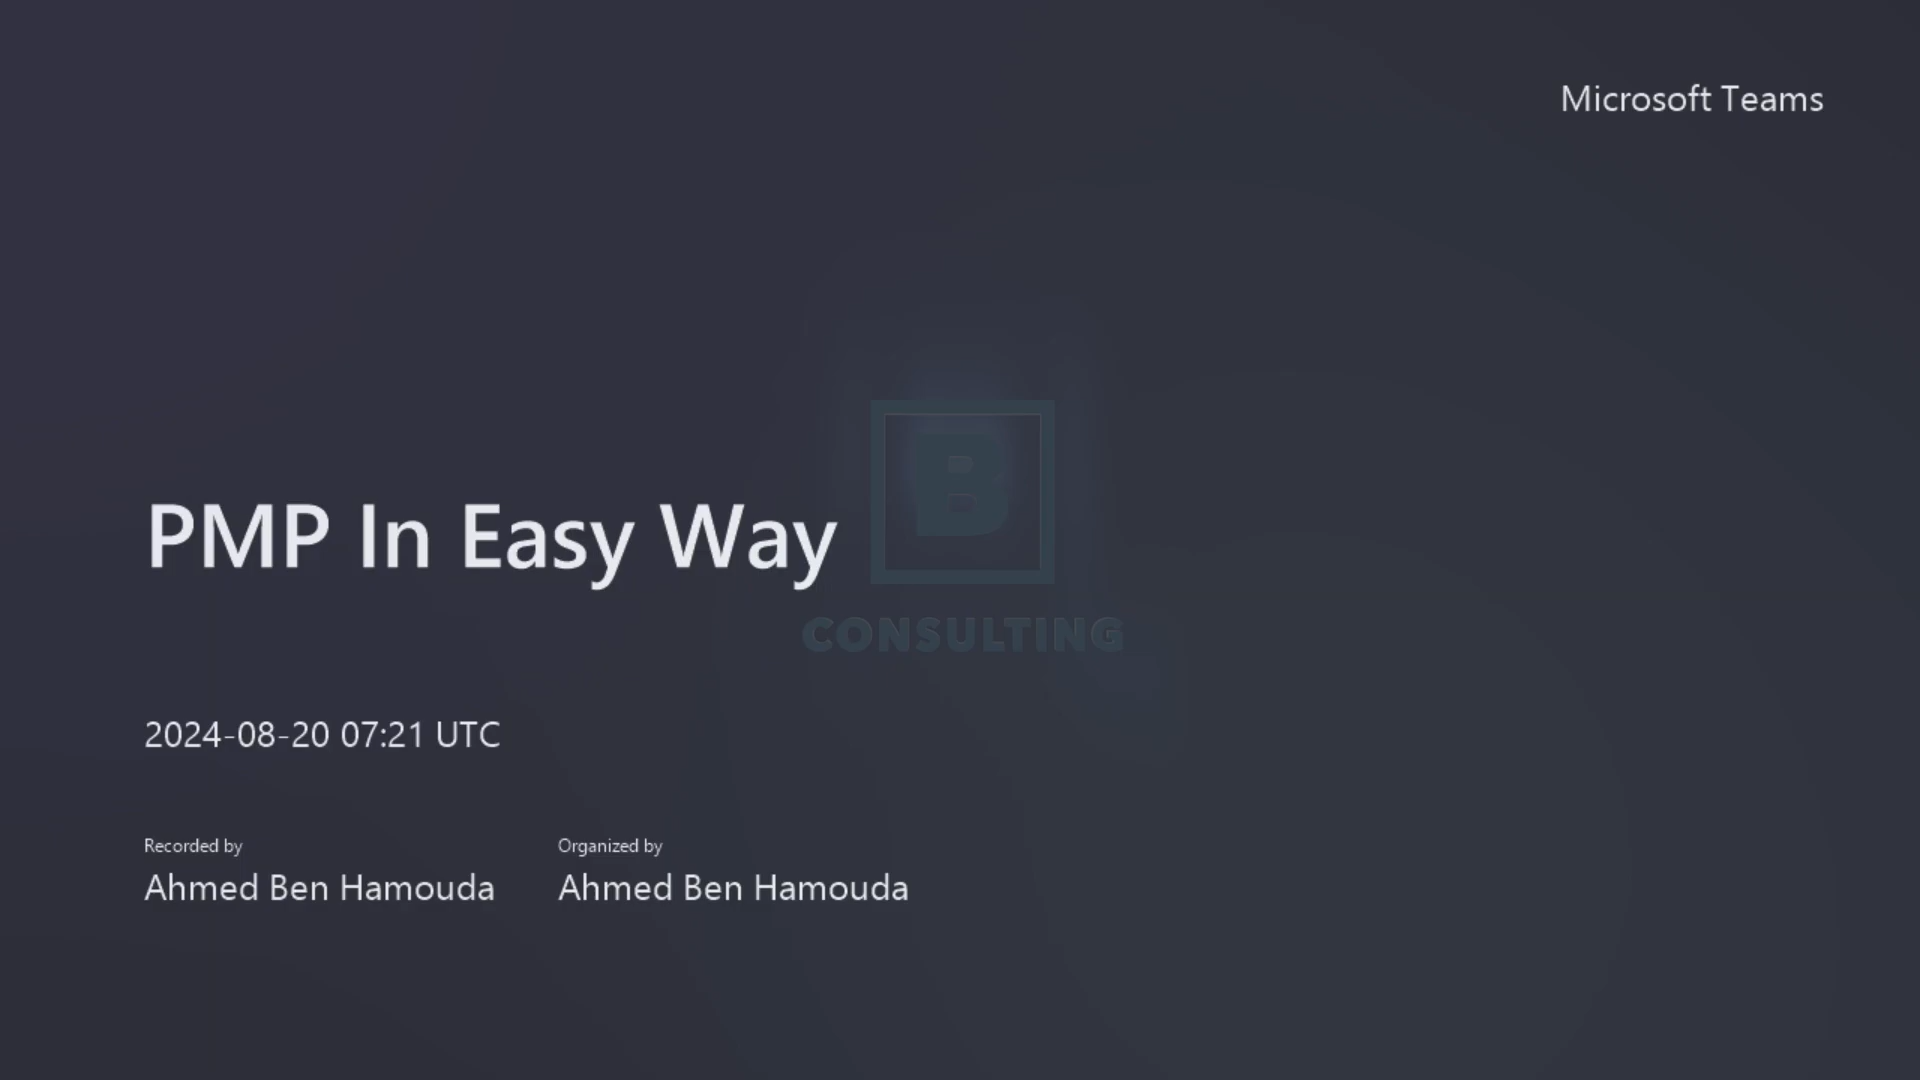 Microsoft Teams
PMP In Easy Way
B
CONSULTING
2024-08-20 07:21 UTC
Recorded by
Ahmed Ben Hamouda
Organized by
Ahmed Ben Hamouda